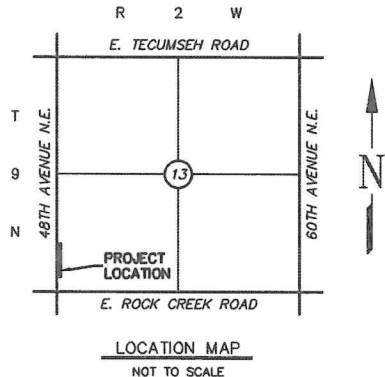 R 2 W
E. TECUMSEH ROAD
T
9
N
48TH AVENUE N.E.
13
60TH AVENUE N.E.
N
PROJECT
LOCATION
E. ROCK CREEK ROAD
LOCATION MAP
NOT TO SCALE